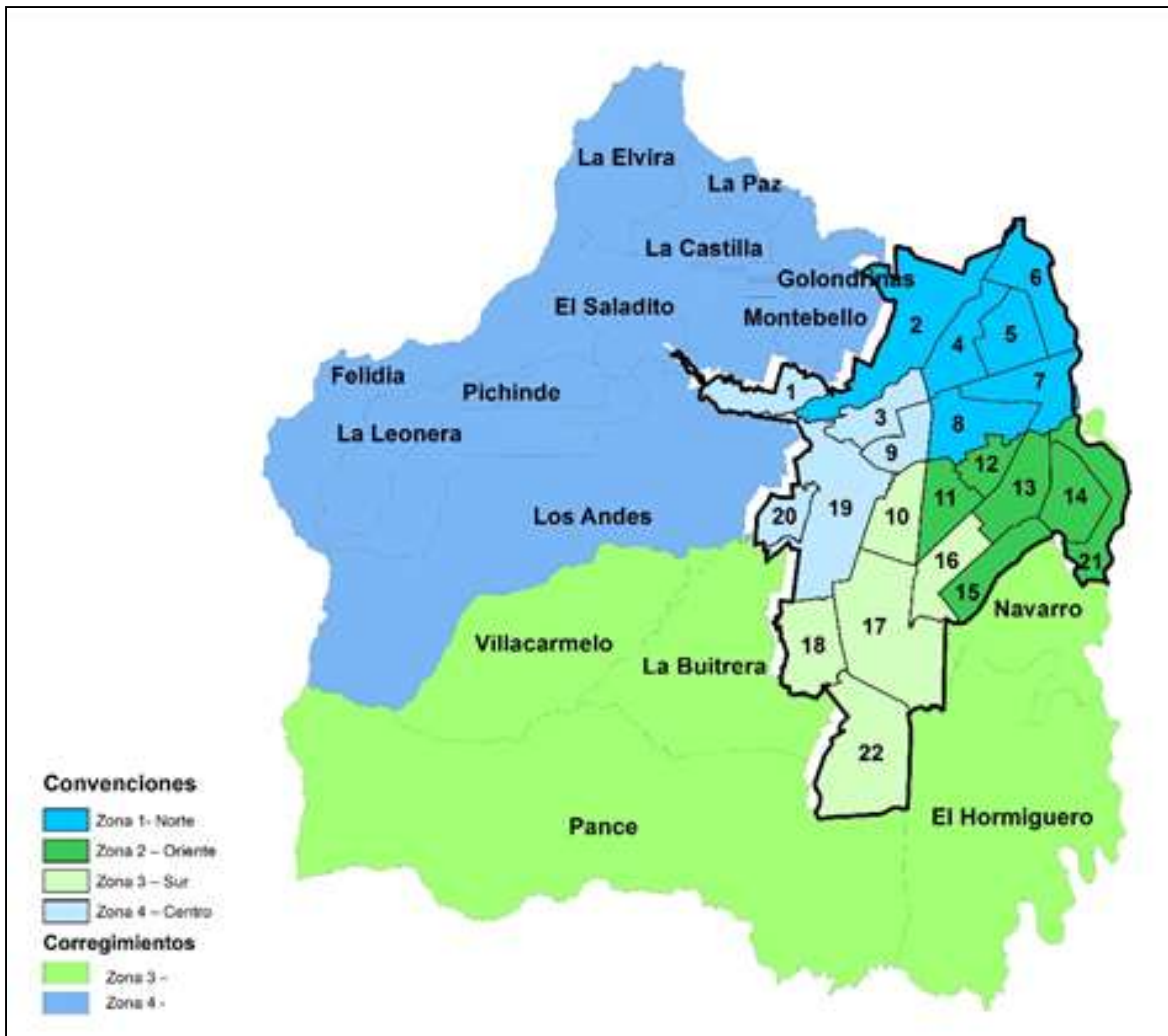 La Elvira
La Paz
La Castilla
Golondrinas
El Saladito
Montebello
Felidia
Pichinde
La Leonera
Los Andes
Villacarmelo
La Buitrera
Navarro
Pance
El Hormiguero
6
2
4
5
7
1
3
8
9
12
13
14
19
10
11
20
16
21
15
17
18
22
Convenciones
Zona 1- Norte
Zona 2 – Oriente
Zona 3 – Sur
Zona 4 – Centro
Corregimientos
Zona 3 –
Zona 4 -